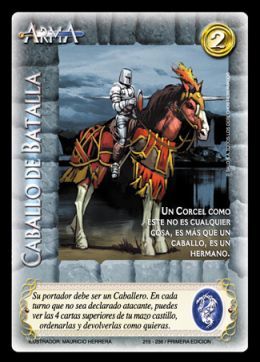 ARMA
2
CABALLO DE BATALLA
UN CORCEL COMO
ESTE NO ES CUALQUIER
COSA, ES MÁS QUE UN
CABALLO, ES UN
HERMANO.
Su portador debe ser un Caballero. En cada
turno que no sea declarado atacante, puedes
ver las 4 cartas superiores de tu mazo castillo,
ordenarlas y devolverlas como quieras.
ILUSTRADOR: MAURICIO HERRERA
PRIMERA EDICION